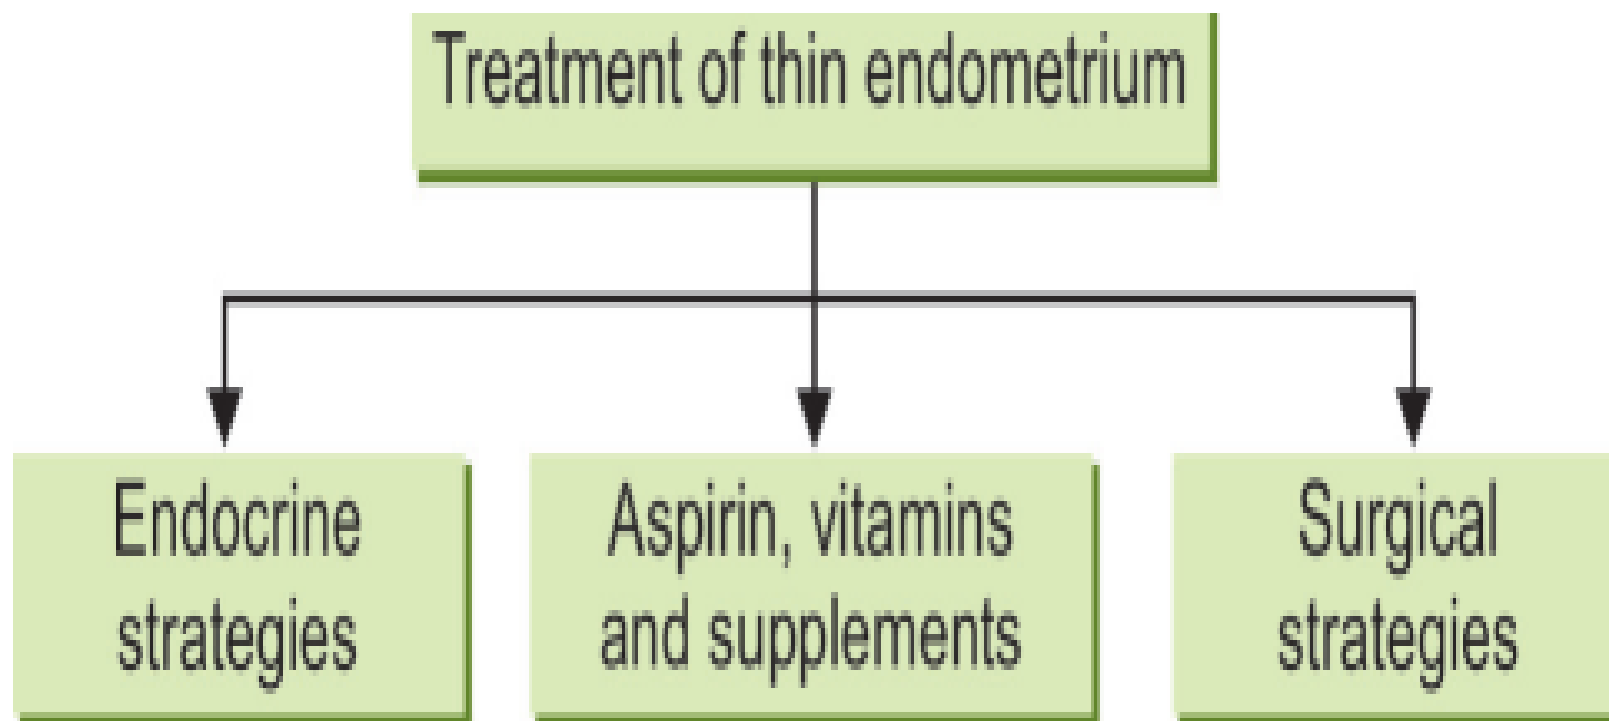 Treatment of thin endometrium
Endocrine
strategies
Aspirin, vitamins
and supplements
Surgical
strategies